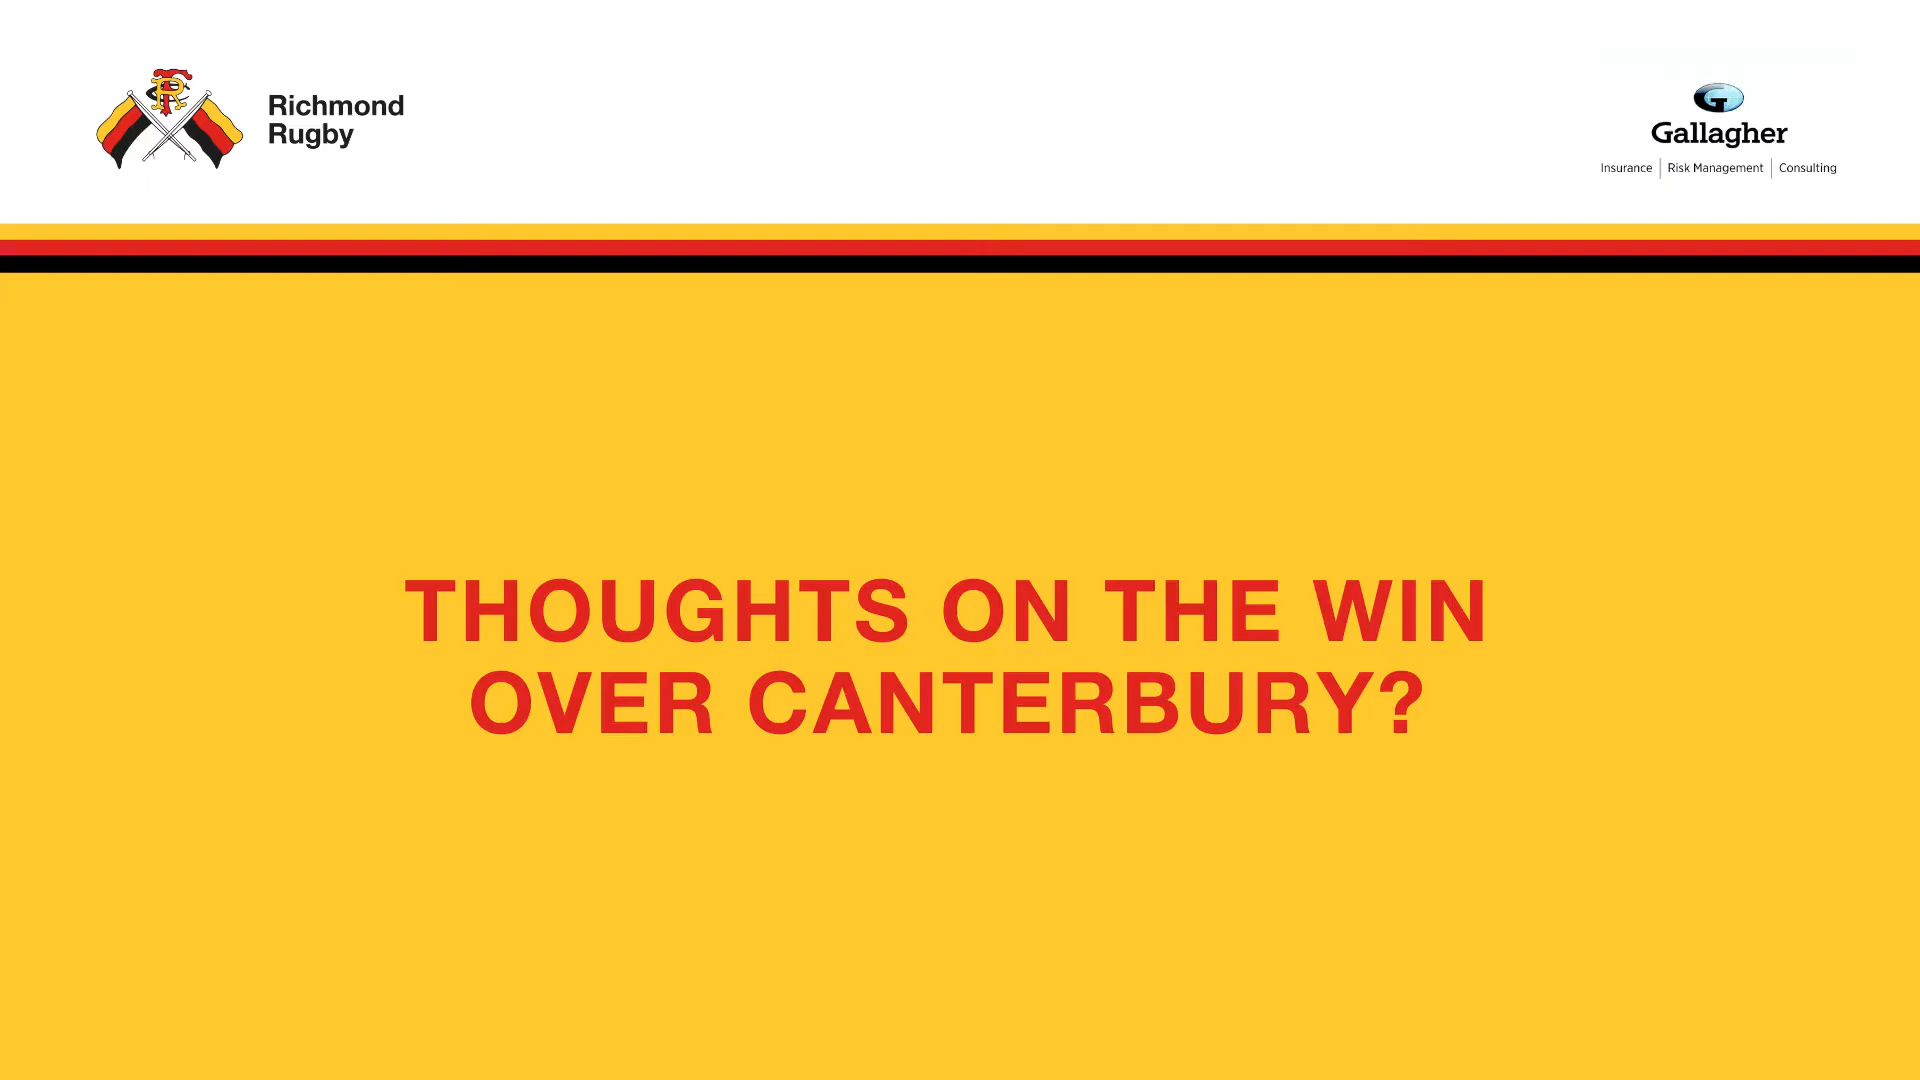 Richmond
Rugby
Gallagher
Insurance | Risk Management | Consulting
THOUGHTS ON THE WIN
OVER CANTERBURY?